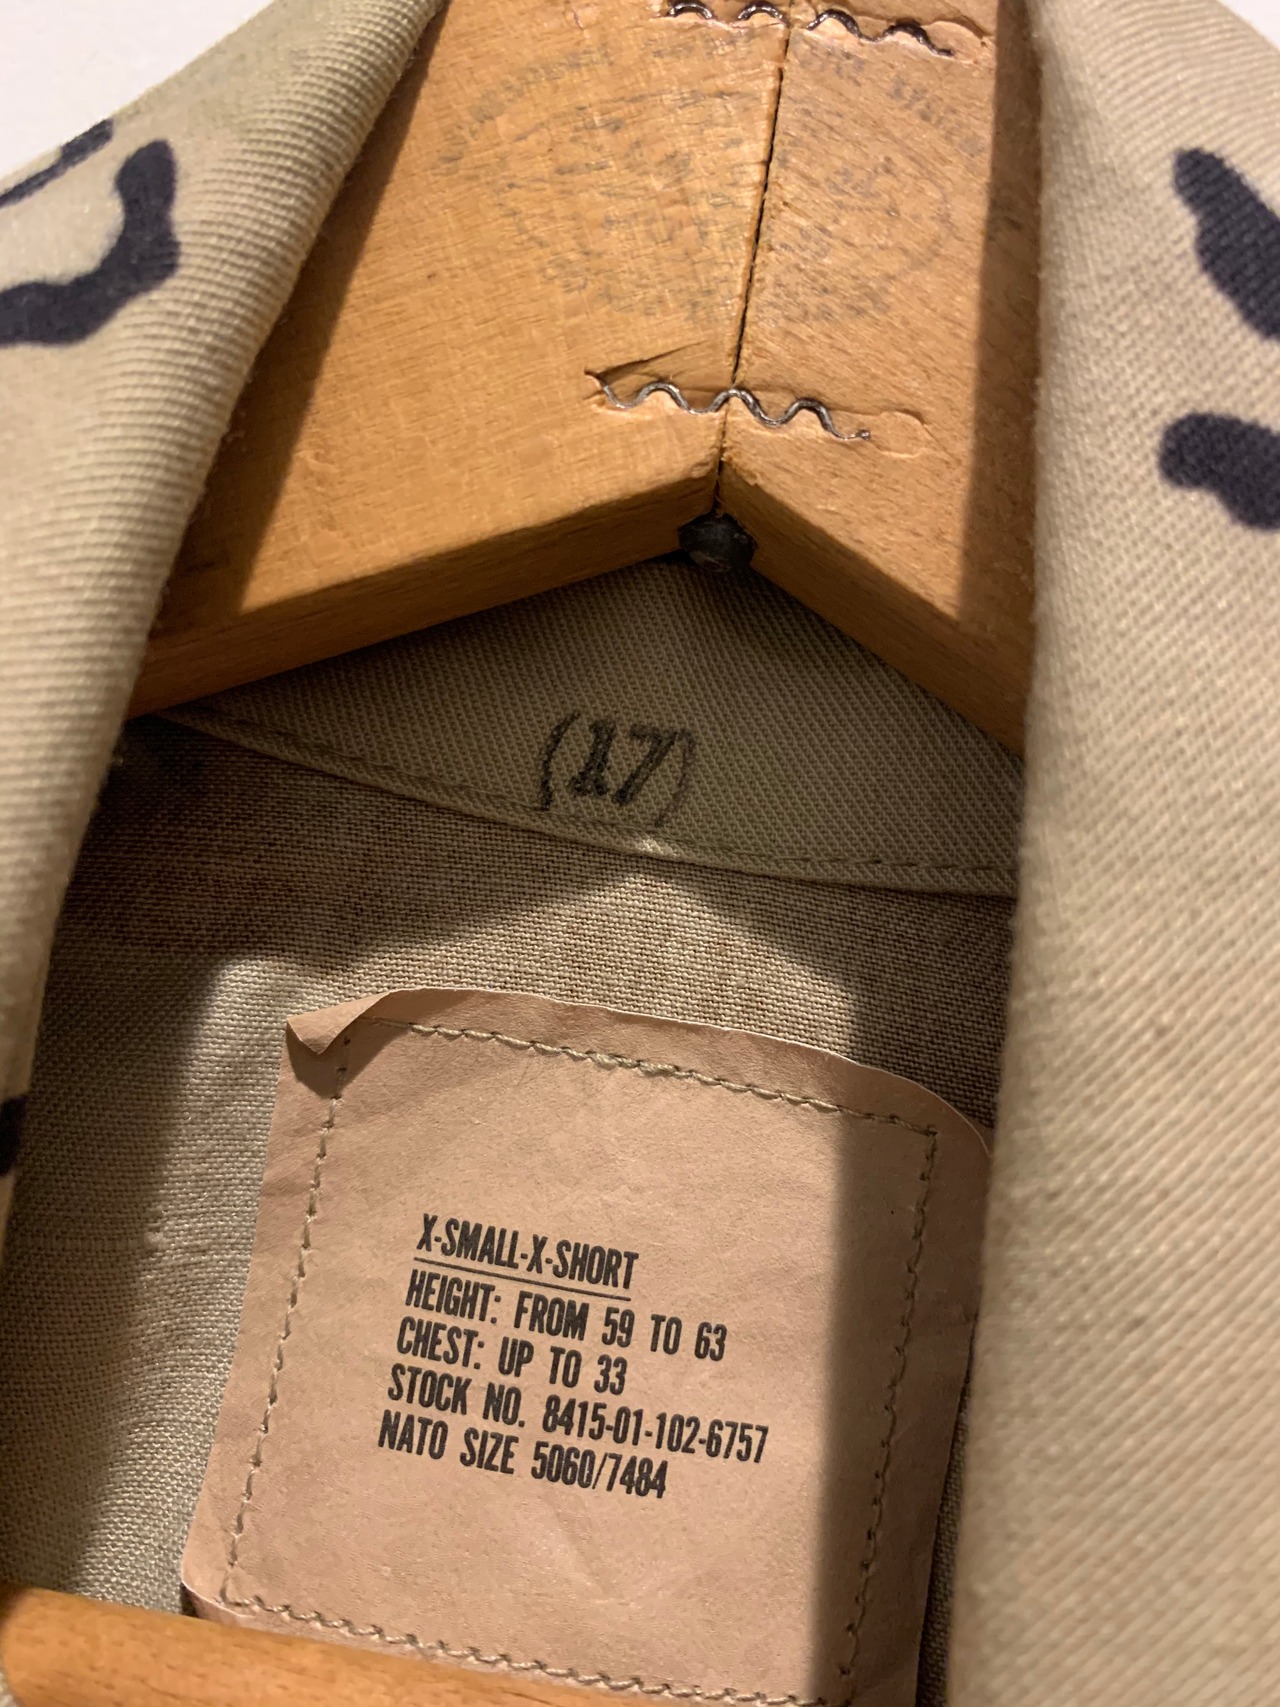 (17)
X-SMALL-X-SHORT
HEIGHT: FROM 59 TO 63
CHEST: UP TO 33
STOCK NO. 8415-01-102-6757
NATO SIZE 5060/7484